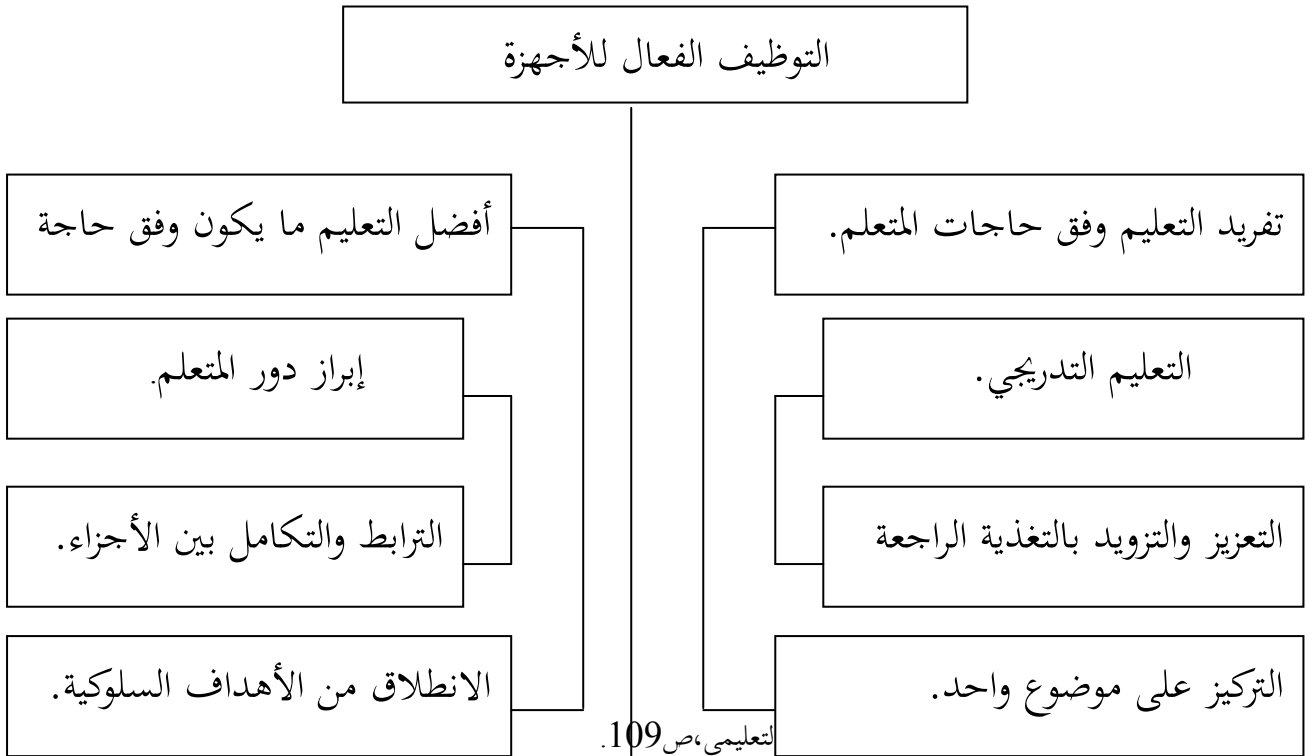 التوظيف الفعال للأجهزة
تفريد التعليم وفق حاجات المتعلم.
أفضل التعليم ما يكون وفق حاجة
التعليم التدريجي.
إبراز دور المتعلم.
التعزيز والتزويد بالتغذية الراجعة
الترابط والتكامل بين الأجزاء.
التركيز على موضوع واحد.
الانطلاق من الأهداف السلوكية.
لتعليمي،ص109.